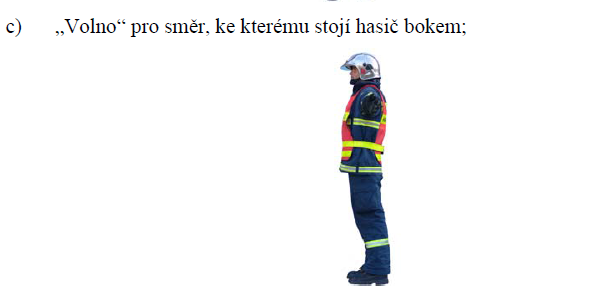 c) „Volno“ pro směr, ke kterému stojí hasič bokem;